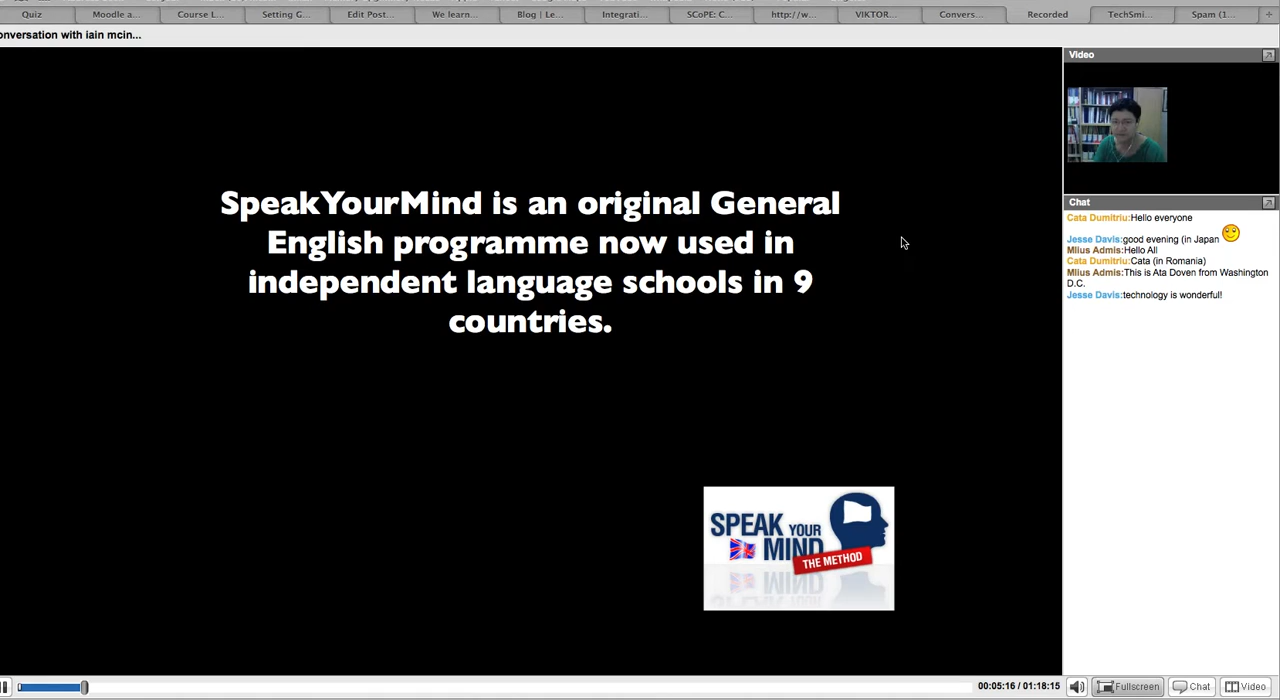 Quiz
Moodle a...
Course L...
Setting G...
Edit Post...
We learn...
Blog | Le...
Integrati...
SCoPE: C...
http://w...
VIKTOR...
Convers...
Recorded
TechSmi...
Spam (1...
+
onversation with iain mcin...
Video
SpeakYourMind is an original General
English programme now used in
independent language schools in 9
countries.
SPEAK YOUR
MIND
THE METHOD
Chat
Cata Dumitriu:Hello everyone
Jesse Davis:good evening (in Japan
Mlius Admis:Hello All
Cata Dumitriu:Cata (in Romania)
Mlius Admis:This is Ata Doven from Washington
D.C.
Jesse Davis:technology is wonderful!
00:05:16 / 01:18:15
Fullscreen
Chat
Video